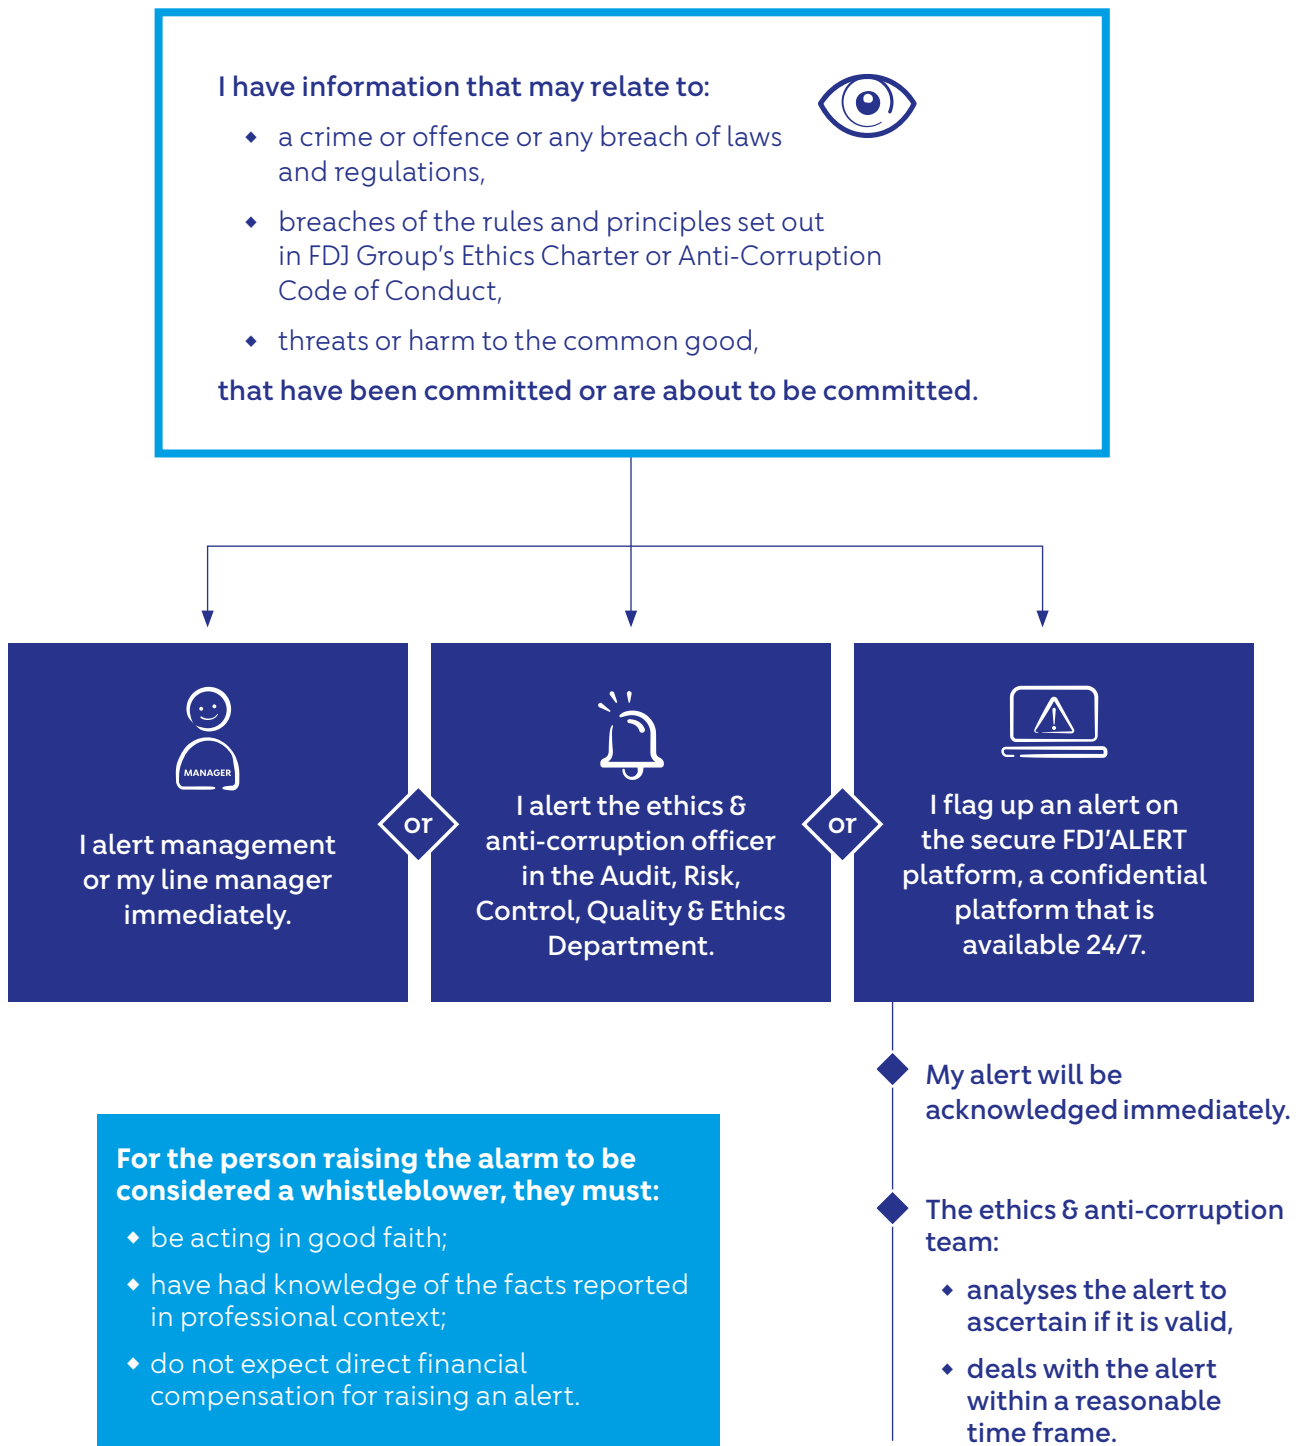 I have information that may relate to:
◆ a crime or offence or any breach of laws
and regulations,
◆ breaches of the rules and principles set out
in FDJ Group's Ethics Charter or Anti-Corruption
Code of Conduct,
◆ threats or harm to the common good,
that have been committed or are about to be committed.
MANAGER
I alert management
or my line manager
immediately.
or
I alert the ethics &
anti-corruption officer
in the Audit, Risk,
Control, Quality & Ethics
Department.
or
I flag up an alert on
the secure FDJ'ALERT
platform, a confidential
platform that is
available 24/7.
My alert will be
acknowledged immediately.
The ethics & anti-corruption
team:
◆ analyses the alert to
ascertain if it is valid,
◆ deals with the alert
within a reasonable
time frame.
For the person raising the alarm to be
considered a whistleblower, they must:
◆ be acting in good faith;
◆ have had knowledge of the facts reported
in professional context;
◆ do not expect direct financial
compensation for raising an alert.